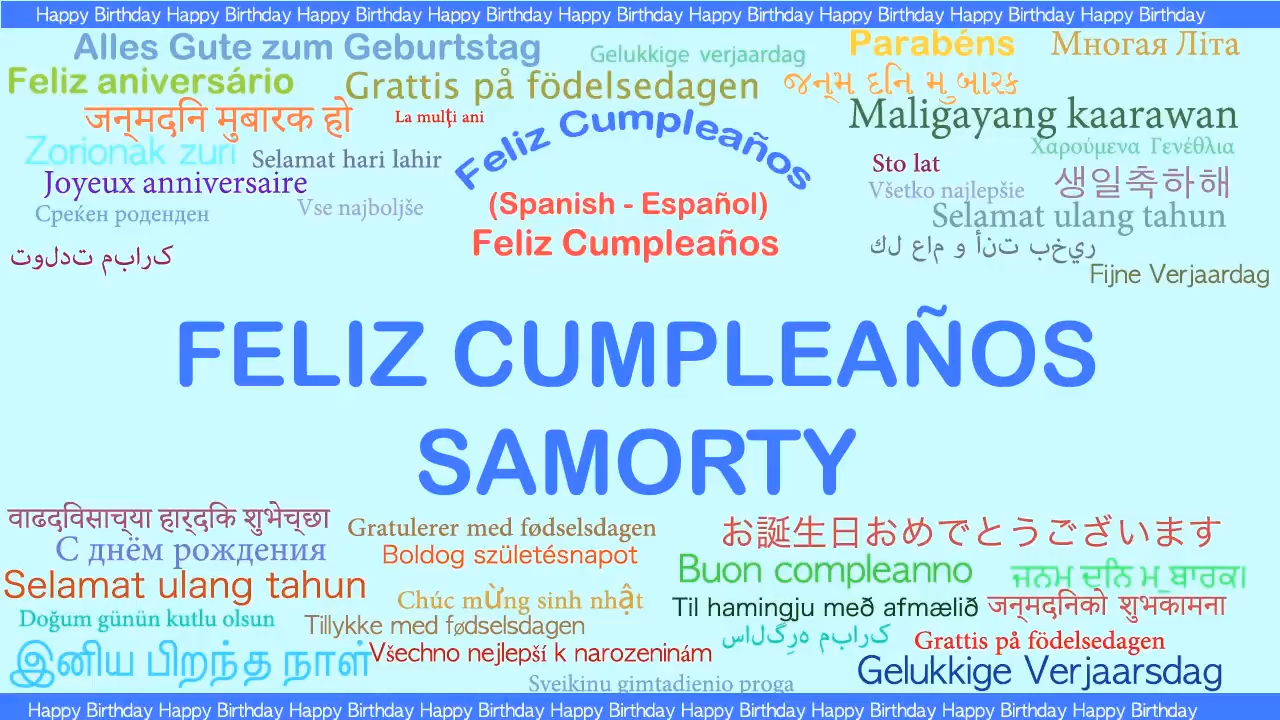 Happy Birthday Happy Birthday Happy Birthday Happy Birthday Happy Birthday Happy Birthday Happy Birthday Happy Birthday Happy Birthday
Alles Gute zum Geburtstag
Gelukkige verjaardag
Parabéns
Многая Літа
Feliz aniversário
Grattis på födelsedagen
જન્મ દિન મુબારક
जन्मदिन मुबारक हो
La mulţi ani
Feliz Cumpleaños
Maligayang kaarawan
Zorionak zuri
Selamat hari lahir
Sto lat
Χαρούμενα Γενέθλια
Joyeux anniversaire
Všetko najlepšie
생일축하해
Среќен роденден
Vse najboljše
(Spanish - Español)
Selamat ulang tahun
Feliz Cumpleaños
تولدت مبارک
كل عام و أنت بخير
Fijne Verjaardag
FELIZ CUMPLEAÑOS
SAMORTY
वाढदिवसाच्या हार्दिक शुभेच्छा
Gratulerer med fødselsdagen
お誕生日おめでとうございます
С днём рождения
Boldog születésnapot
Buon compleanno
ਜਨਮ ਦਿਨ ਮੁਬਾਰਕ।
Selamat ulang tahun
Chúc mừng sinh nhật
Til hamingju með afmælið
जन्मदिनको शुभकामना
Doğum günün kutlu olsun
Tillykke med fødselsdagen
سالگرہ مبارک
Grattis på födelsedagen
இனிய பிறந்த நாள்
Všechno nejlepší k narozeninám
Gelukkige Verjaarsdag
Sveikinu gimtadienio proga
Happy Birthday Happy Birthday Happy Birthday Happy Birthday Happy Birthday Happy Birthday Happy Birthday Happy Birthday Happy Birthday